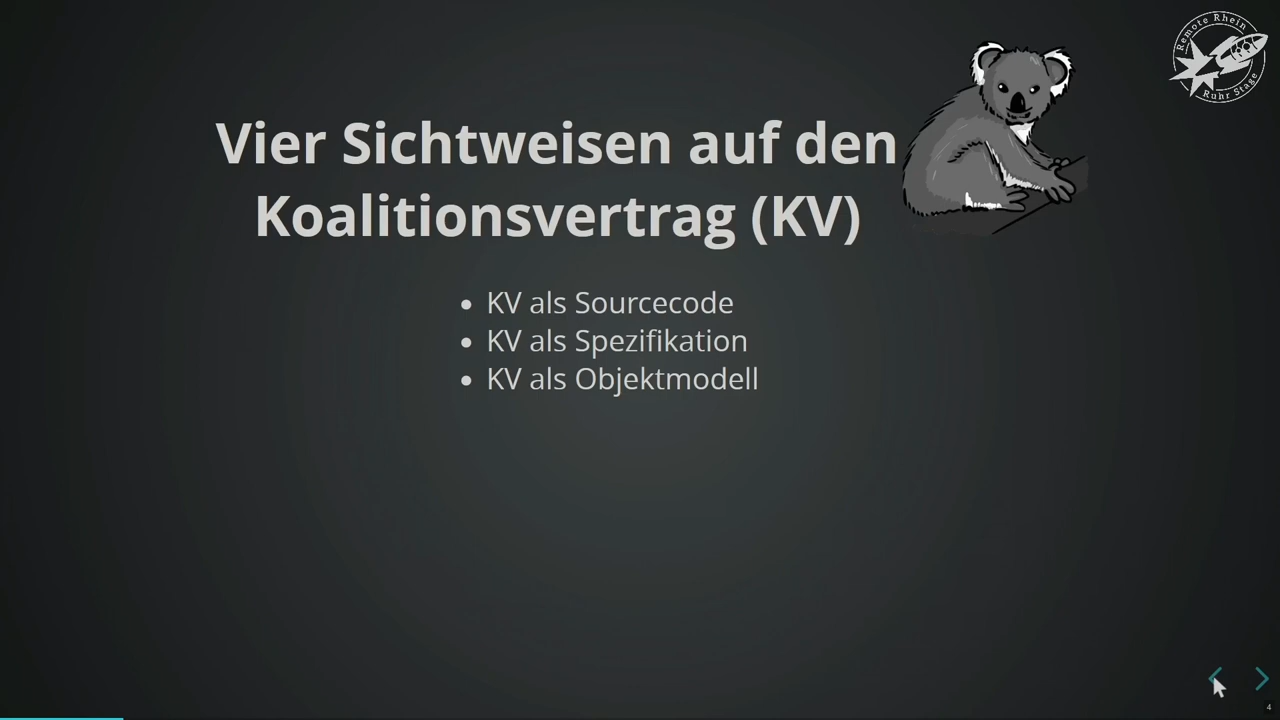 Remote Rhein
Ruhr Stage
Vier Sichtweisen auf den
Koalitionsvertrag (KV)
KV als Sourcecode
KV als Spezifikation
KV als Objektmodell
4